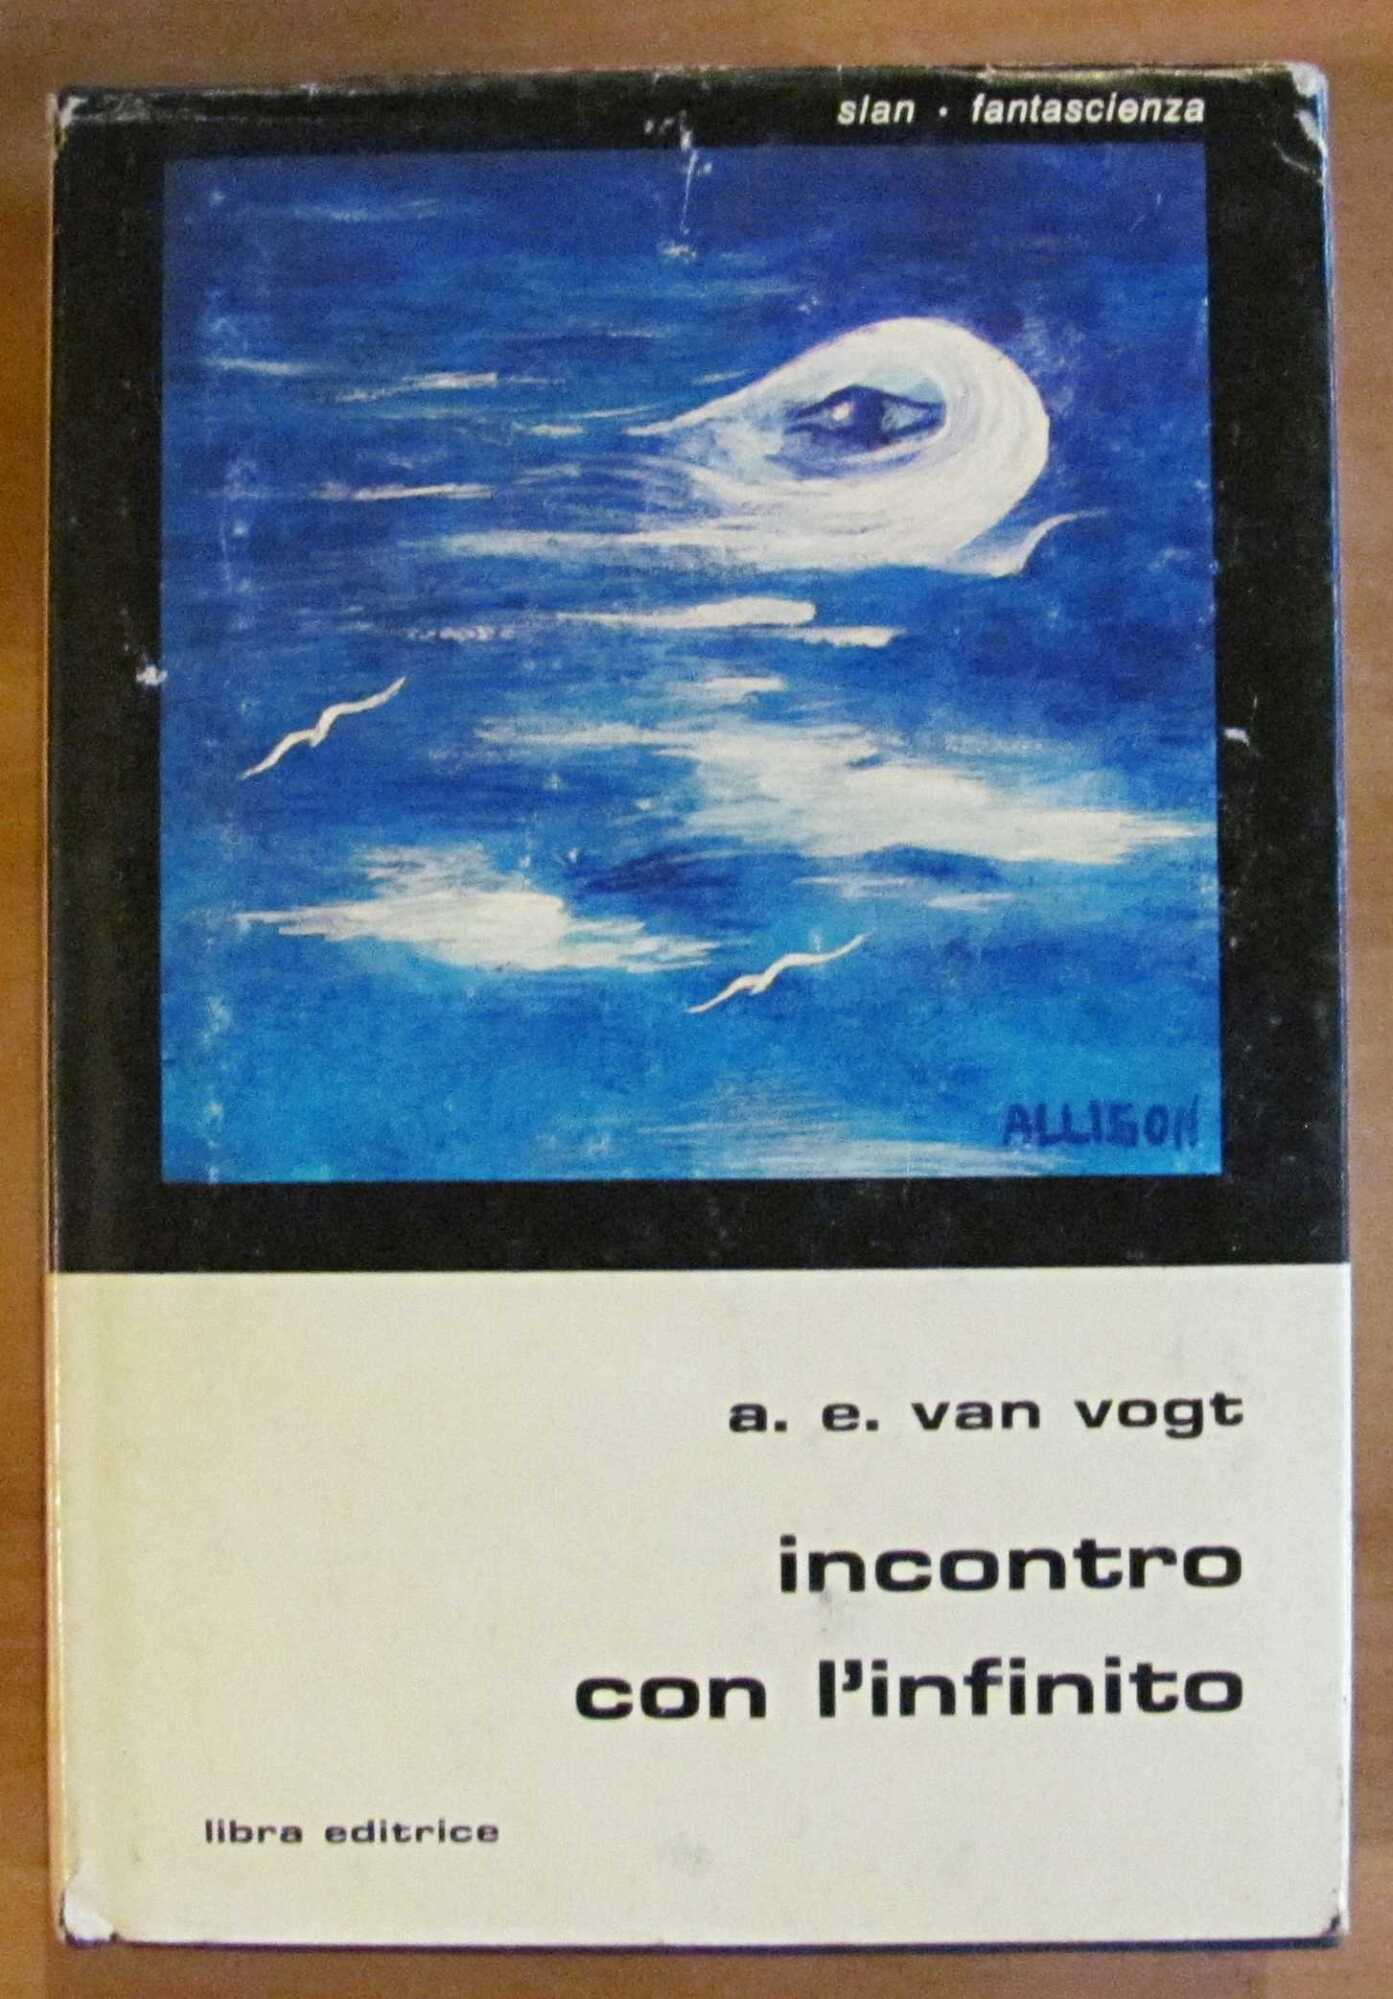 slan · fantascienza
ALLISON
a. e. van vogt
incontro
con l'infinito
libra editrice